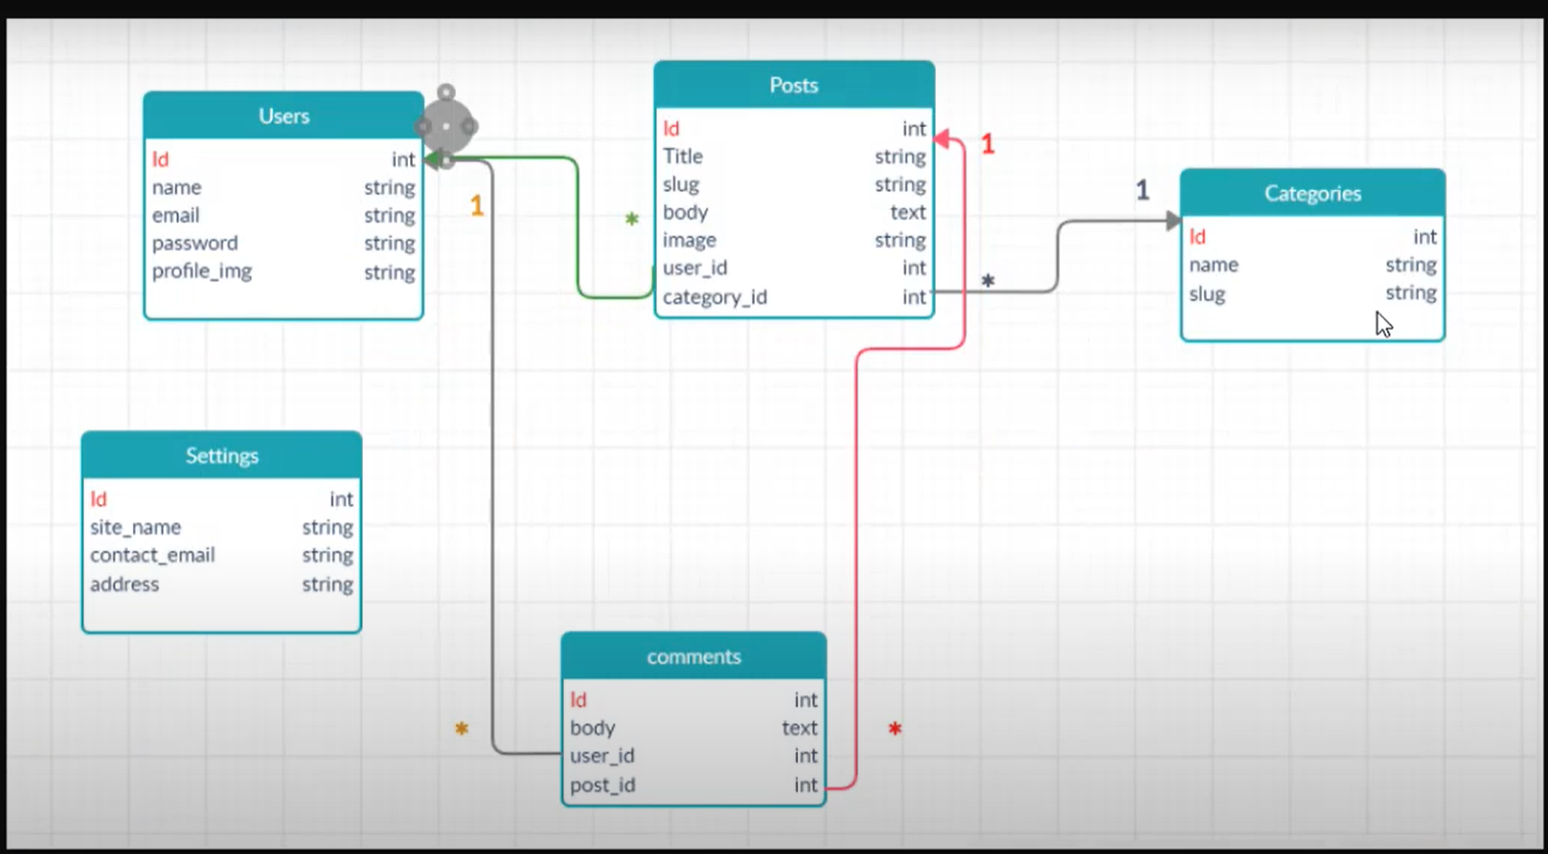 Users
Id int
name string
email string
password string
profile_img string
1
*
Posts
Id int
Title string
slug string
body text
image string
user_id int
category_id int
1
*
1
Categories
Id int
name string
slug string
Settings
Id int
site_name string
contact_email string
address string
*
comments
Id int
body text
user_id int
post_id int
*